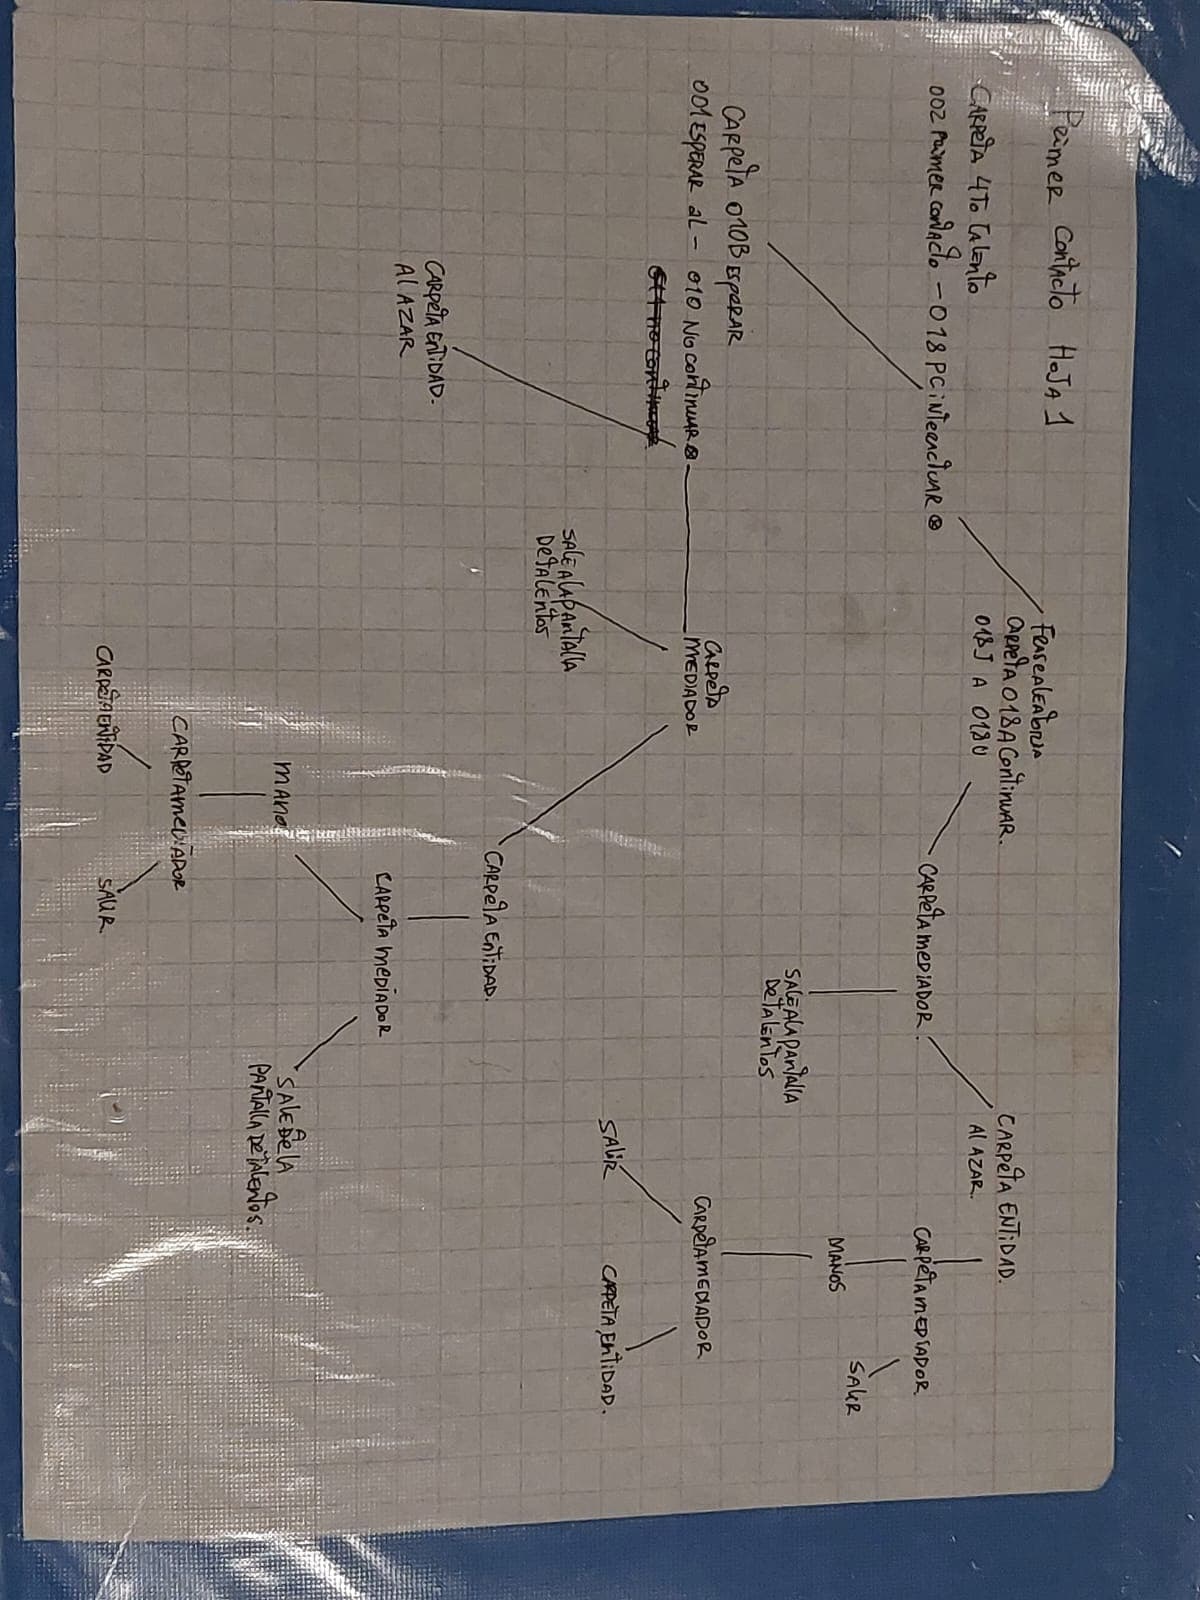 Primer Contacto HOJA 1
CARPETA 4TO TALENTO
002 PRIMER CONTACTO - 018 PC INTERACTUAR ⊗
FRASE ALEATORIA
CARPETA 018A CONTINUAR.
018J A 018U
CARPETA MEDIADOR.
SALE A LA PANTALLA
DE TALENTOS
CARPETA ENTIDAD.
AL AZAR.
CARPETA MEDIADOR
SALIR
MANOS
CARPETA MEDIADOR
SALIR
CARPETA ENTIDAD.
CARPETA 010B ESPERAR
001 ESPERAR al - 010 NO CONTINUAR ⊗
011 no continuar
CARPETA
MEDIADOR
SALE A LA PANTALLA
DE TALENTOS
CARPETA ENTIDAD.
AL AZAR
CARPETA ENTIDAD.
CARPETA MEDIADOR
MANO
SALE DE LA
PANTALLA DE TALENTOS.
CARPETA MEDIADOR
CARPETA ENTIDAD
SALIR